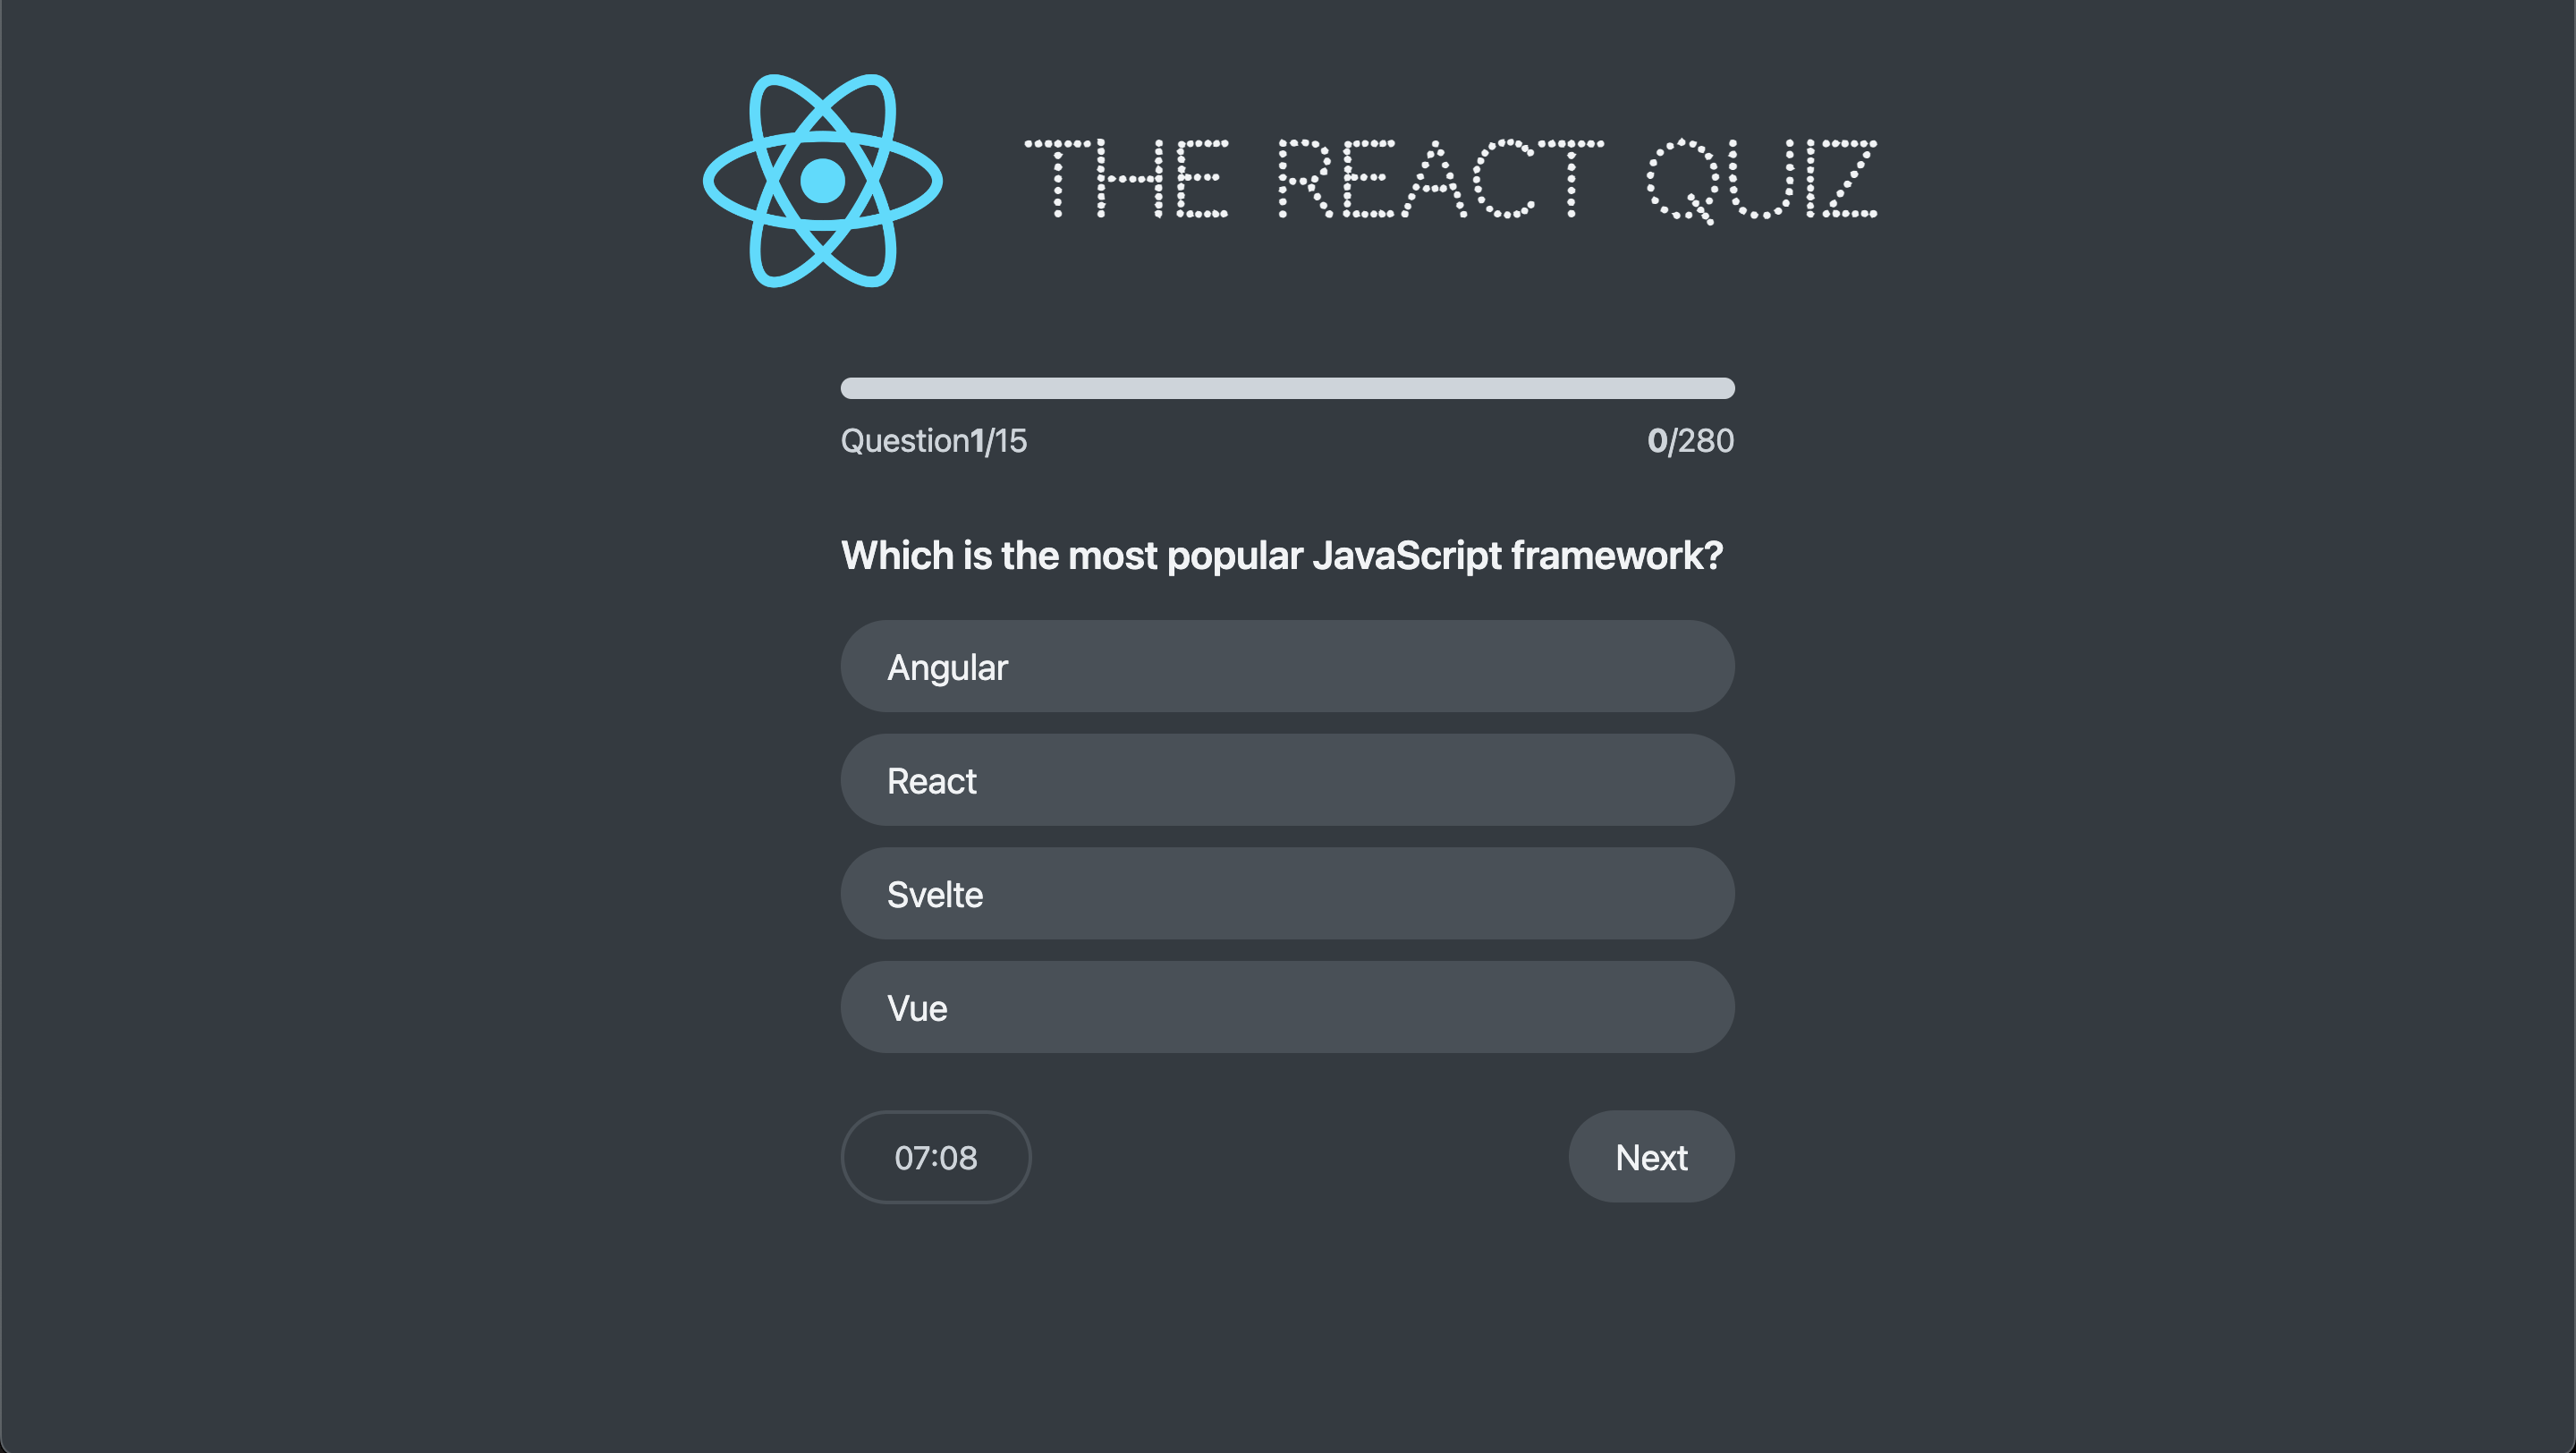 THE REACT QUIZ
Question1/15
0/280
Which is the most popular JavaScript framework?
Angular
React
Svelte
Vue
07:08
Next